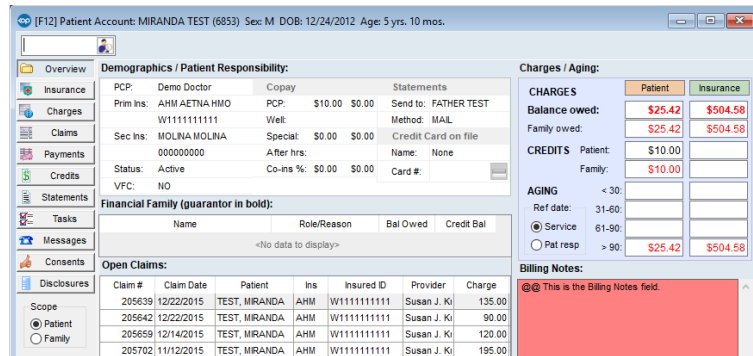 [F12] Patient Account: MIRANDA TEST (6853) Sex: M DOB: 12/24/2012 Age: 5 yrs. 10 mos.
Overview
Insurance
Charges
Claims
Payments
Credits
Statements
Tasks
Messages
Consents
Disclosures
Scope
Patient
Family
Demographics / Patient Responsibility:
PCP: Demo Doctor Copay Statements
Prim Ins: AHM AETNA HMO PCP: $10.00 $0.00 Send to: FATHER TEST
W1111111111 Well: Method: MAIL
Sec Ins: MOLINA MOLINA Special: $0.00 $0.00 Credit Card on file
000000000 After hrs: Name: None
Status: Active Co-ins %: $0.00 $0.00 Card #:
VFC: NO
Financial Family (guarantor in bold):
Name Role/Reason Bal Owed Credit Bal
<No data to display>
Open Claims:
Claim # Claim Date Patient Ins Insured ID Provider Charge
205639 12/22/2015 TEST, MIRANDA AHM W1111111111 Susan J. 135.00
205642 12/22/2015 TEST, MIRANDA AHM W1111111111 Susan J. 90.00
205659 12/14/2015 TEST, MIRANDA AHM W1111111111 Susan J. 120.00
205702 11/12/2015 TEST, MIRANDA AHM W1111111111 Susan J. 195.00
Charges / Aging:
CHARGES Patient Insurance
Balance owed: $25.42 $504.58
Family owed: $25.42 $504.58
CREDITS Patient: $10.00
Family: $10.00
AGING < 30:
Ref date: 31-60:
Service 61-90:
Pat resp > 90: $25.42 $504.58
Billing Notes:
@@ This is the Billing Notes field.